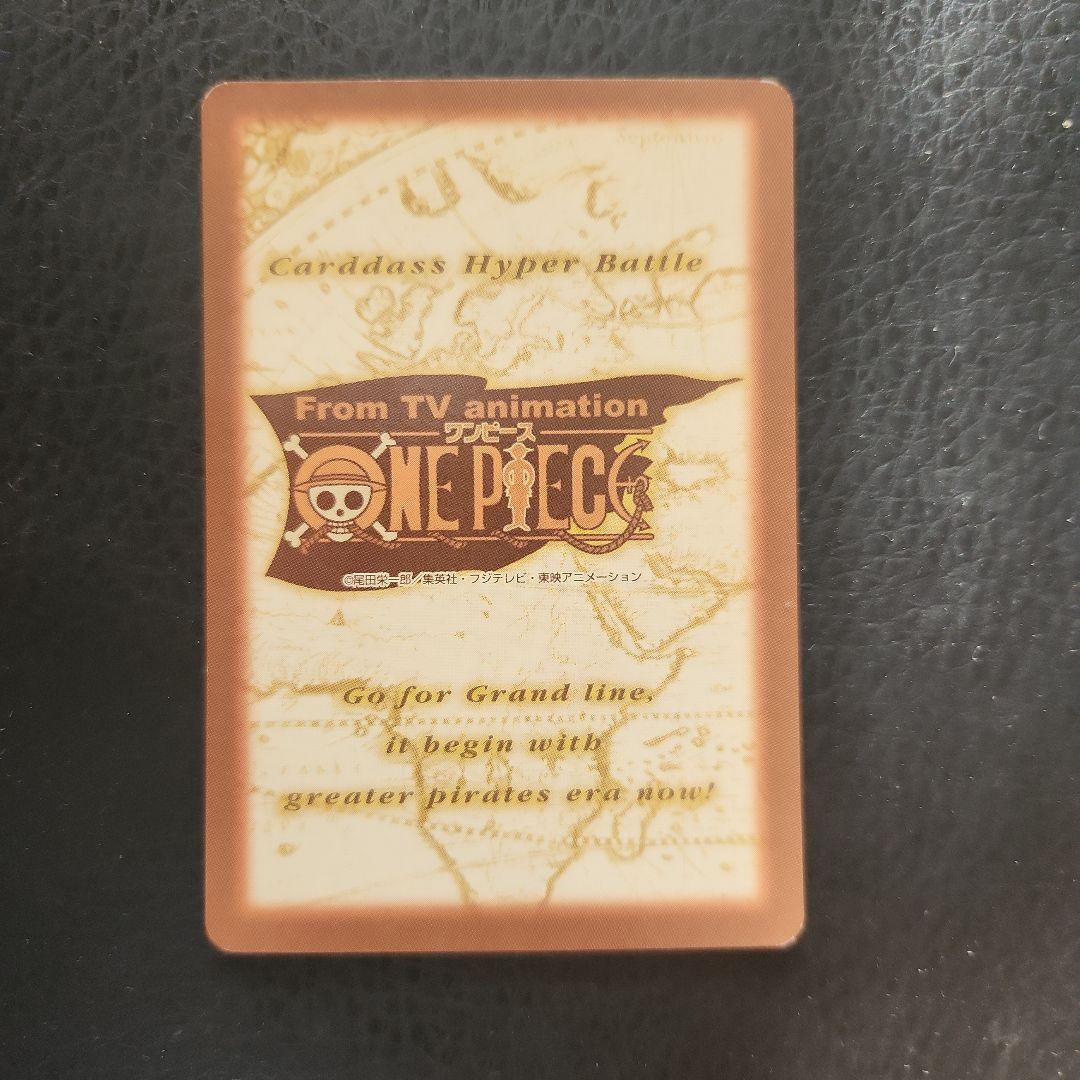 Septentrio
Carddass Hyper Battle
From TV animation
ワンピース
ONE PIECE
©尾田栄一郎/集英社・フジテレビ・東映アニメーション
Go for Grand line,
it begin with
greater pirates era now!